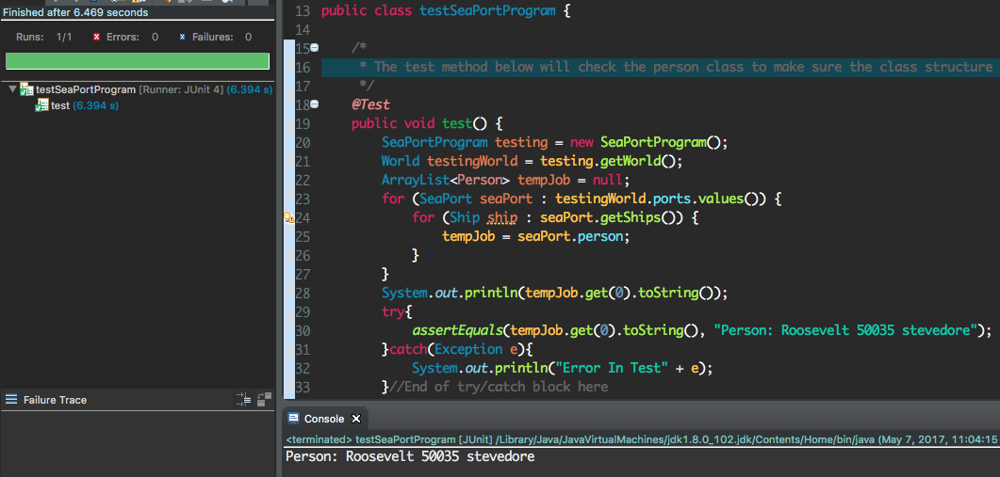 Finished after 6.469 seconds
Runs: 1/1 Errors: 0 Failures: 0
testSeaPortProgram [Runner: JUnit 4] (6.394 s)
test (6.394 s)
Failure Trace
13 public class testSeaPortProgram {
14
15 /*
16 * The test method below will check the person class to make sure the class structure
17 */
18 @Test
19 public void test() {
20 SeaPortProgram testing = new SeaPortProgram();
21 World testingWorld = testing.getWorld();
22 ArrayList<Person> tempJob = null;
23 for (SeaPort seaPort : testingWorld.ports.values()) {
24 for (Ship ship : seaPort.getShips()) {
25 tempJob = seaPort.person;
26 }
27 }
28 System.out.println(tempJob.get(0).toString());
29 try{
30 assertEquals(tempJob.get(0).toString(), "Person: Roosevelt 50035 stevedore");
31 }catch(Exception e){
32 System.out.println("Error In Test" + e);
33 }//End of try/catch block here
Console
<terminated> testSeaPortProgram [JUnit] /Library/Java/JavaVirtualMachines/jdk1.8.0_102.jdk/Contents/Home/bin/java (May 7, 2017, 11:04:15
Person: Roosevelt 50035 stevedore